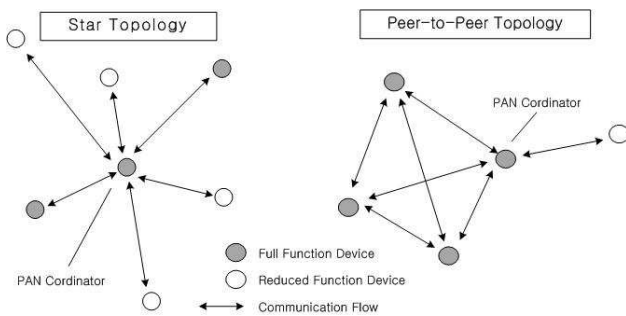 Star Topology
Peer-to-Peer Topology
PAN Cordinator
PAN Cordinator
Full Function Device
Reduced Function Device
Communication Flow